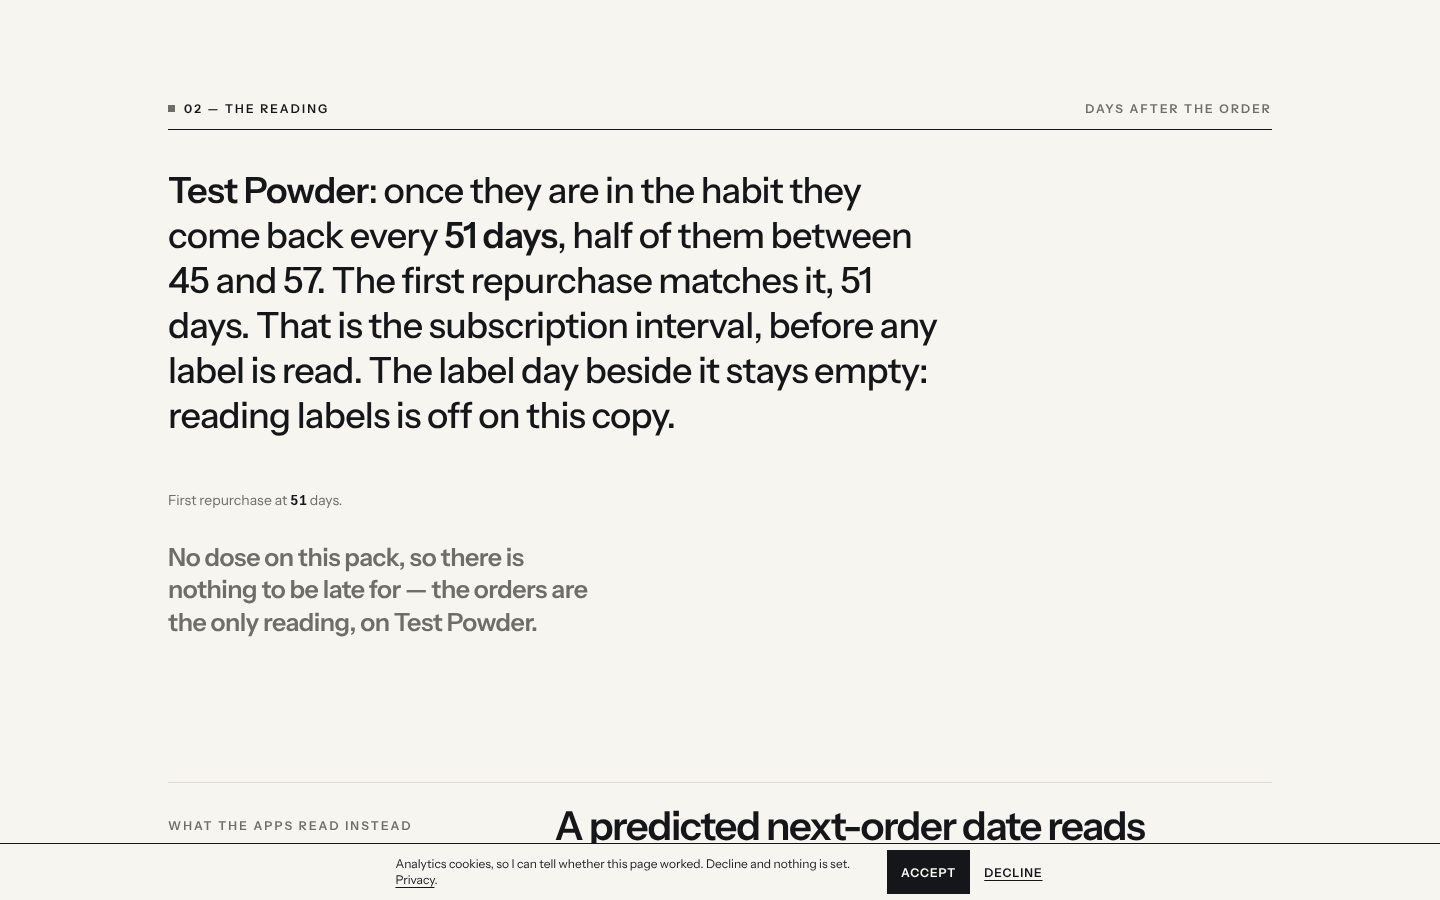 02 — THE READING
DAYS AFTER THE ORDER
Test Powder: once they are in the habit they
come back every 51 days, half of them between
45 and 57. The first repurchase matches it, 51
days. That is the subscription interval, before any
label is read. The label day beside it stays empty:
reading labels is off on this copy.
First repurchase at 51 days.
No dose on this pack, so there is
nothing to be late for — the orders are
the only reading, on Test Powder.
WHAT THE APPS READ INSTEAD
A predicted next-order date reads
Analytics cookies, so I can tell whether this page worked. Decline and nothing is set.
Privacy.
ACCEPT
DECLINE